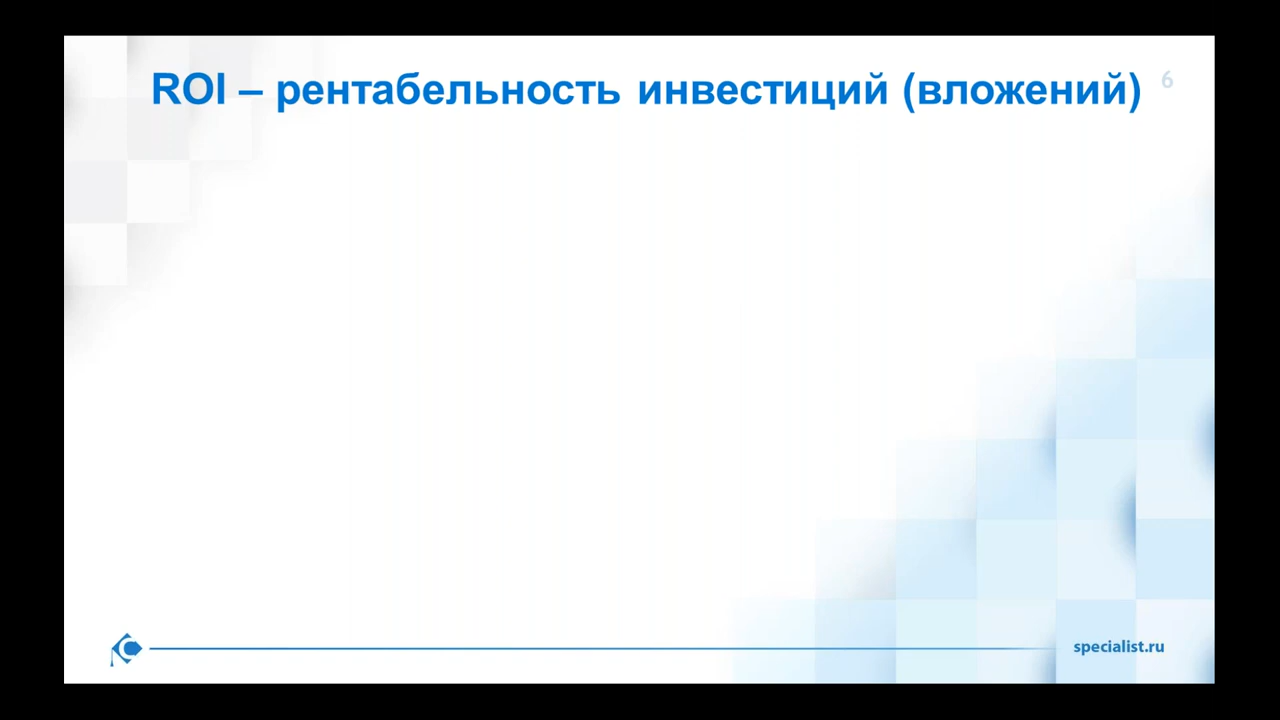 ROI – рентабельность инвестиций (вложений)
6
specialist.ru